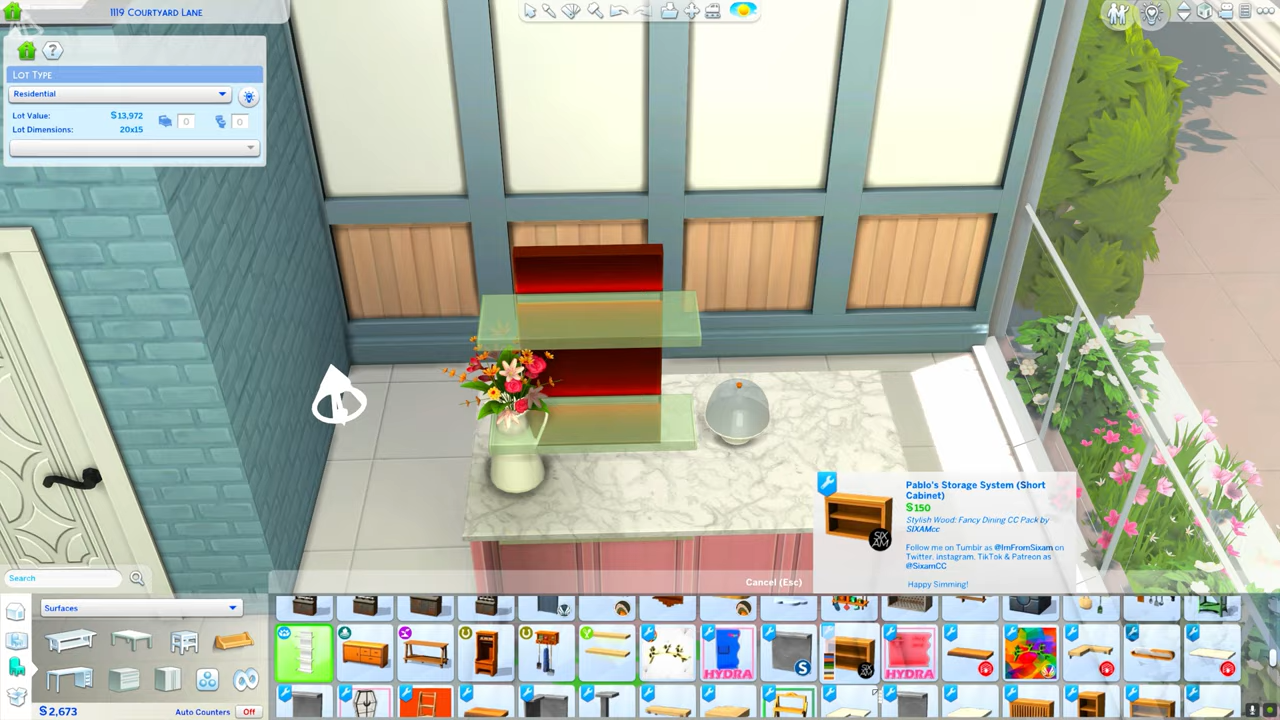 1119 Courtyard Lane
?
Lot Type
Residential
Lot Value: §13,972
Lot Dimensions: 20x15
0
0
Pablo's Storage System (Short
Cabinet)
§150
Stylish Wood: Fancy Dining CC Pack by
SIXAMcc
Follow me on Tumblr as @ImFromSixam on
Twitter, instagram, TikTok & Patreon as
@SixamCC
Happy Simming!
SIX
AM
Cancel (Esc)
Search
Surfaces
HYDRA
S
HYDRA
§2,673
Auto Counters
Off